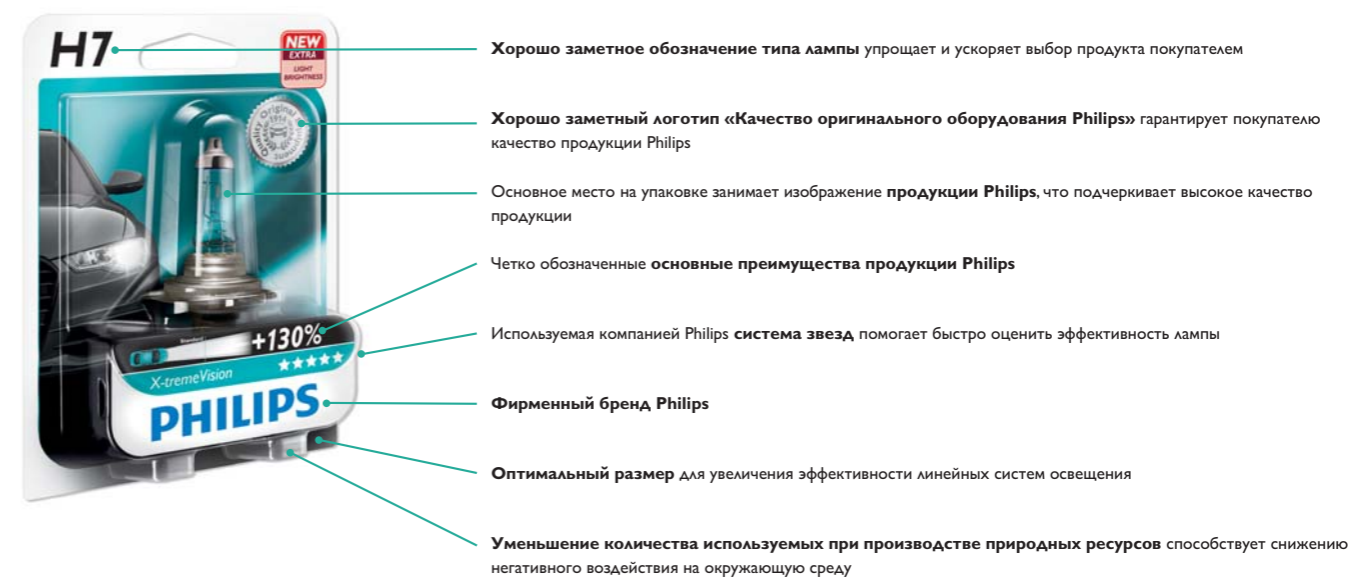 H7
NEW
EXTRA
LIGHT
BRIGHTNESS
Quality Original
1914
Standard
+130%
X-tremeVision
PHILIPS
Хорошо заметное обозначение типа лампы упрощает и ускоряет выбор продукта покупателем
Хорошо заметный логотип «Качество оригинального оборудования Philips» гарантирует покупателю
качество продукции Philips
Основное место на упаковке занимает изображение продукции Philips, что подчеркивает высокое качество
продукции
Четко обозначенные основные преимущества продукции Philips
Используемая компанией Philips система звезд помогает быстро оценить эффективность лампы
Фирменный бренд Philips
Оптимальный размер для увеличения эффективности линейных систем освещения
Уменьшение количества используемых при производстве природных ресурсов способствует снижению
негативного воздействия на окружающую среду